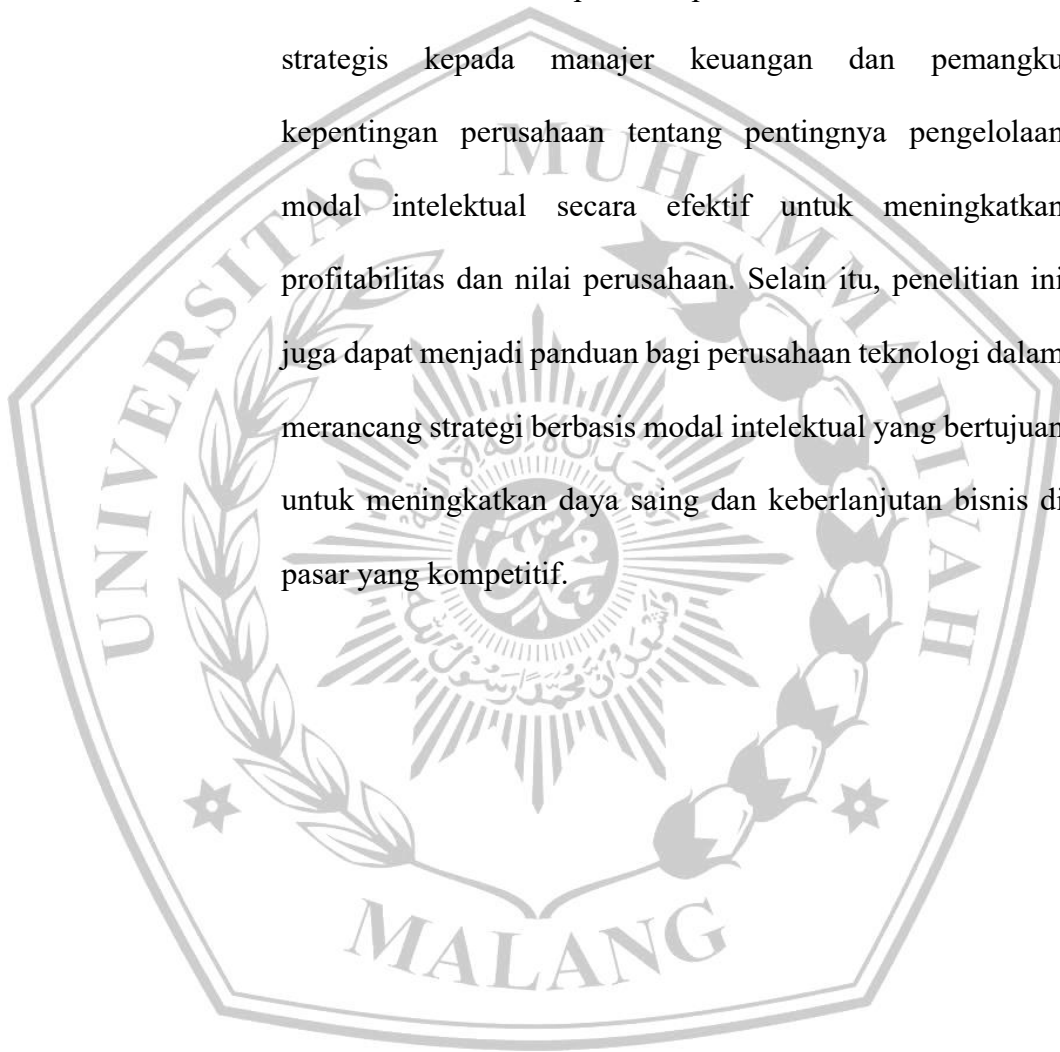 strategis kepada manajer keuangan dan pemangku
kepentingan perusahaan tentang pentingnya pengelolaan
modal intelektual secara efektif untuk meningkatkan
profitabilitas dan nilai perusahaan. Selain itu, penelitian ini
juga dapat menjadi panduan bagi perusahaan teknologi dalam
merancang strategi berbasis modal intelektual yang bertujuan
untuk meningkatkan daya saing dan keberlanjutan bisnis di
pasar yang kompetitif.
UNIVERSITAS MUHAMMADIYAH
MALANG